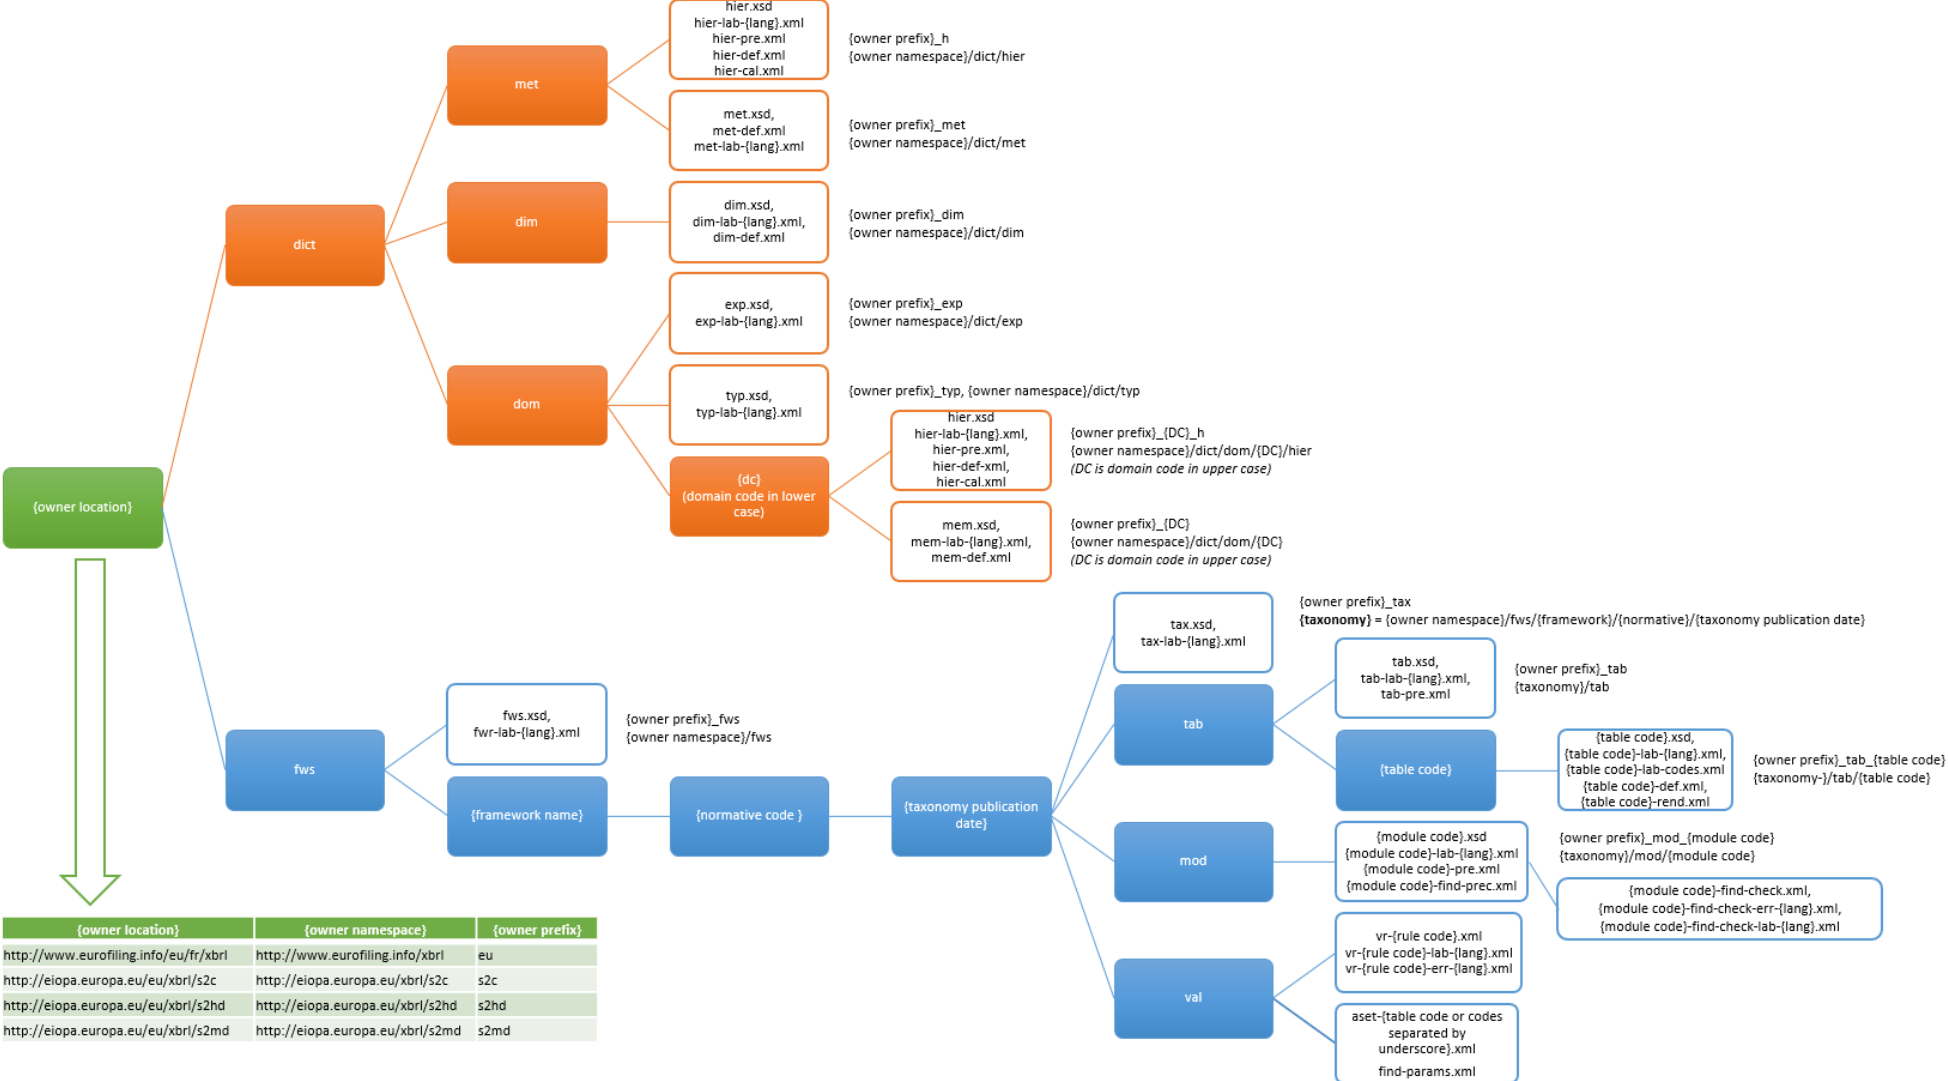 hier.xsd
hier-lab-{lang}.xml
hier-pre.xml
hier-def.xml
hier-cal.xml
{owner prefix}_h
{owner namespace}/dict/hier
met
met.xsd,
met-def.xml
met-lab-{lang}.xml
{owner prefix}_met
{owner namespace}/dict/met
dim
dim.xsd,
dim-lab-{lang}.xml,
dim-def.xml
{owner prefix}_dim
{owner namespace}/dict/dim
dict
exp.xsd,
exp-lab-{lang}.xml
{owner prefix}_exp
{owner namespace}/dict/exp
dom
typ.xsd,
typ-lab-{lang}.xml
{owner prefix}_typ, {owner namespace}/dict/typ
hier.xsd
hier-lab-{lang}.xml,
hier-pre.xml,
hier-def-xml,
hier-cal.xml
{owner prefix}_{DC}_h
{owner namespace}/dict/dom/{DC}/hier
(DC is domain code in upper case)
{dc}
(domain code in lower
case)
mem.xsd,
mem-lab-{lang}.xml,
mem-def.xml
{owner prefix}_{DC}
{owner namespace}/dict/dom/{DC}
(DC is domain code in upper case)
{owner location}
tax.xsd,
tax-lab-{lang}.xml
{owner prefix}_tax
{taxonomy} = {owner namespace}/fws/{framework}/{normative}/{taxonomy publication date}
tab.xsd,
tab-lab-{lang}.xml,
tab-pre.xml
{owner prefix}_tab
{taxonomy}/tab
fws.xsd,
fwr-lab-{lang}.xml
{owner prefix}_fws
{owner namespace}/fws
tab
fws
{table code}
{table code}.xsd,
{table code}-lab-{lang}.xml,
{table code}-lab-codes.xml
{table code}-def.xml,
{table code}-rend.xml
{owner prefix}_tab_{table code}
{taxonomy-}/tab/{table code}
{framework name}
{normative code }
{taxonomy publication
date}
mod
{module code}.xsd
{module code}-lab-{lang}.xml
{module code}-pre.xml
{module code}-find-prec.xml
{owner prefix}_mod_{module code}
{taxonomy}/mod/{module code}
{module code}-find-check.xml,
{module code}-find-check-err-{lang}.xml,
{module code}-find-check-lab-{lang}.xml
vr-{rule code}.xml
vr-{rule code}-lab-{lang}.xml
vr-{rule code}-err-{lang}.xml
val
aset-{table code or codes
separated by
underscore}.xml
find-params.xml
{owner location} {owner namespace} {owner prefix}
http://www.eurofiling.info/eu/fr/xbrl http://www.eurofiling.info/xbrl eu
http://eiopa.europa.eu/eu/xbrl/s2c http://eiopa.europa.eu/xbrl/s2c s2c
http://eiopa.europa.eu/eu/xbrl/s2hd http://eiopa.europa.eu/xbrl/s2hd s2hd
http://eiopa.europa.eu/eu/xbrl/s2md http://eiopa.europa.eu/xbrl/s2md s2md